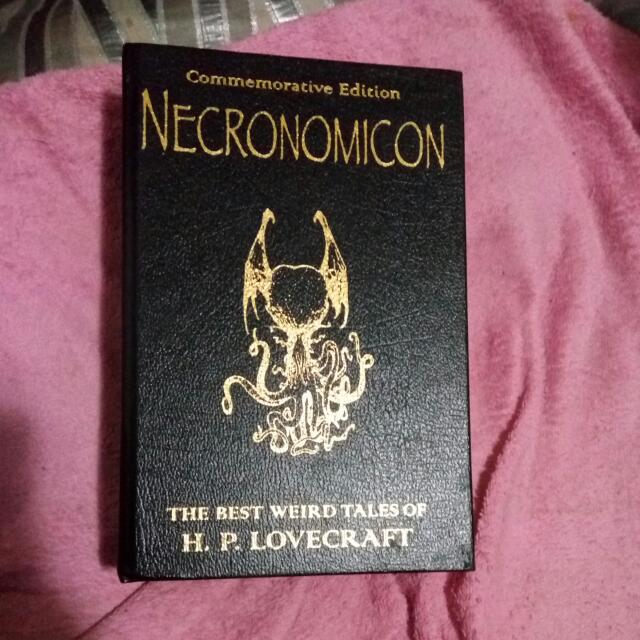 Commemorative Edition
NECRONOMICON
THE BEST WEIRD TALES OF
H. P. LOVECRAFT